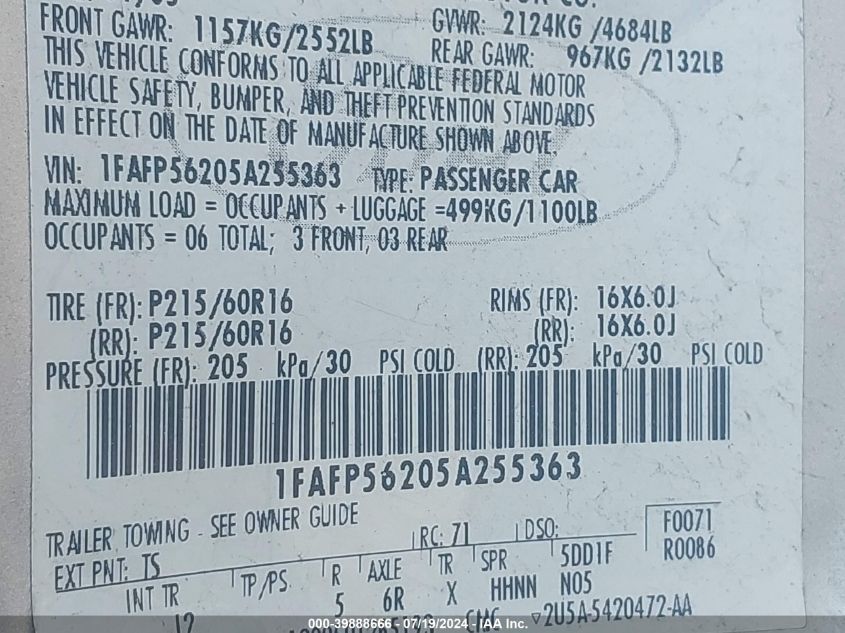 FRONT GAWR: 1157KG/2552LB GVWR: 2124KG /4684LB
REAR GAWR: 967KG /2132LB
THIS VEHICLE CONFORMS TO ALL APPLICABLE FEDERAL MOTOR
VEHICLE SAFETY, BUMPER, AND THEFT PREVENTION STANDARDS
IN EFFECT ON THE DATE OF MANUFACTURE SHOWN ABOVE.
VIN: 1FAFP56205A255363 TYPE: PASSENGER CAR
MAXIMUM LOAD = OCCUPANTS + LUGGAGE =499KG/1100LB
OCCUPANTS = 06 TOTAL; 3 FRONT, 03 REAR
TIRE (FR): P215/60R16 RIMS (FR): 16X6.0J
(RR): P215/60R16 (RR): 16X6.0J
PRESSURE (FR): 205 kPa/30 PSI COLD (RR): 205 kPa/30 PSI COLD
1FAFP56205A255363
TRAILER TOWING - SEE OWNER GUIDE
RC: 71 DSO: F0071
EXT PNT: TS 5DD1F R0086
INT TR TP/PS R AXLE TR SPR
5 6R X HHNN N05
▽2U5A-5420472-AA
000-39888666 - 07/19/2024 - IAA Inc.